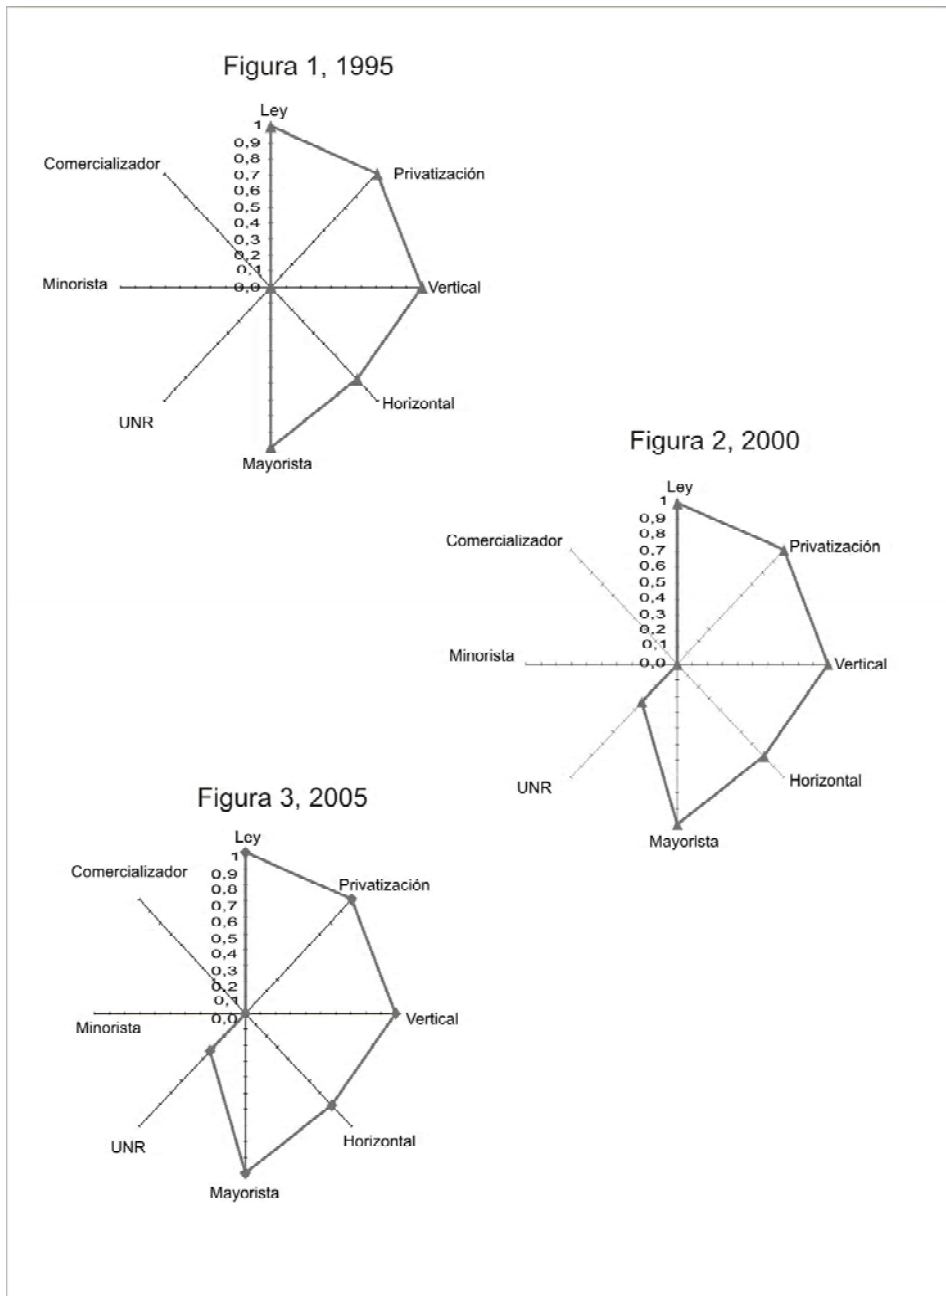 Figura 1, 1995
Ley
1
0,9
0,8
0,7
0,6
0,5
0,4
0,3
0,2
0,1
0,0
Comercializador
Privatización
Minorista
Vertical
UNR
Horizontal
Mayorista
Figura 2, 2000
Ley
1
0,9
0,8
0,7
0,6
0,5
0,4
0,3
0,2
0,1
0,0
Comercializador
Privatización
Minorista
Vertical
UNR
Horizontal
Mayorista
Figura 3, 2005
Ley
1
0,9
0,8
0,7
0,6
0,5
0,4
0,3
0,2
0,1
0,0
Comercializador
Privatización
Minorista
Vertical
UNR
Horizontal
Mayorista